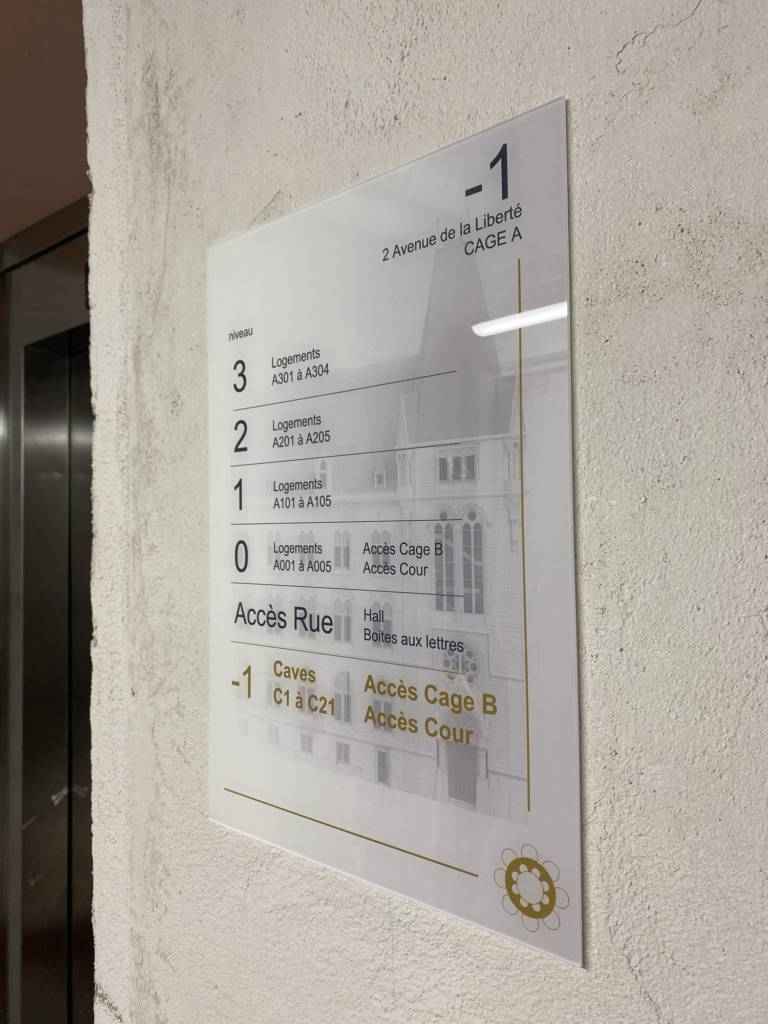 -1
2 Avenue de la Liberté
CAGE A
niveau
3 Logements
A301 à A304
2 Logements
A201 à A205
1 Logements
A101 à A105
0 Logements Accès Cage B
A001 à A005 Accès Cour
Accès Rue Hall
Boites aux lettres
-1 Caves Accès Cage B
C1 à C21 Accès Cour